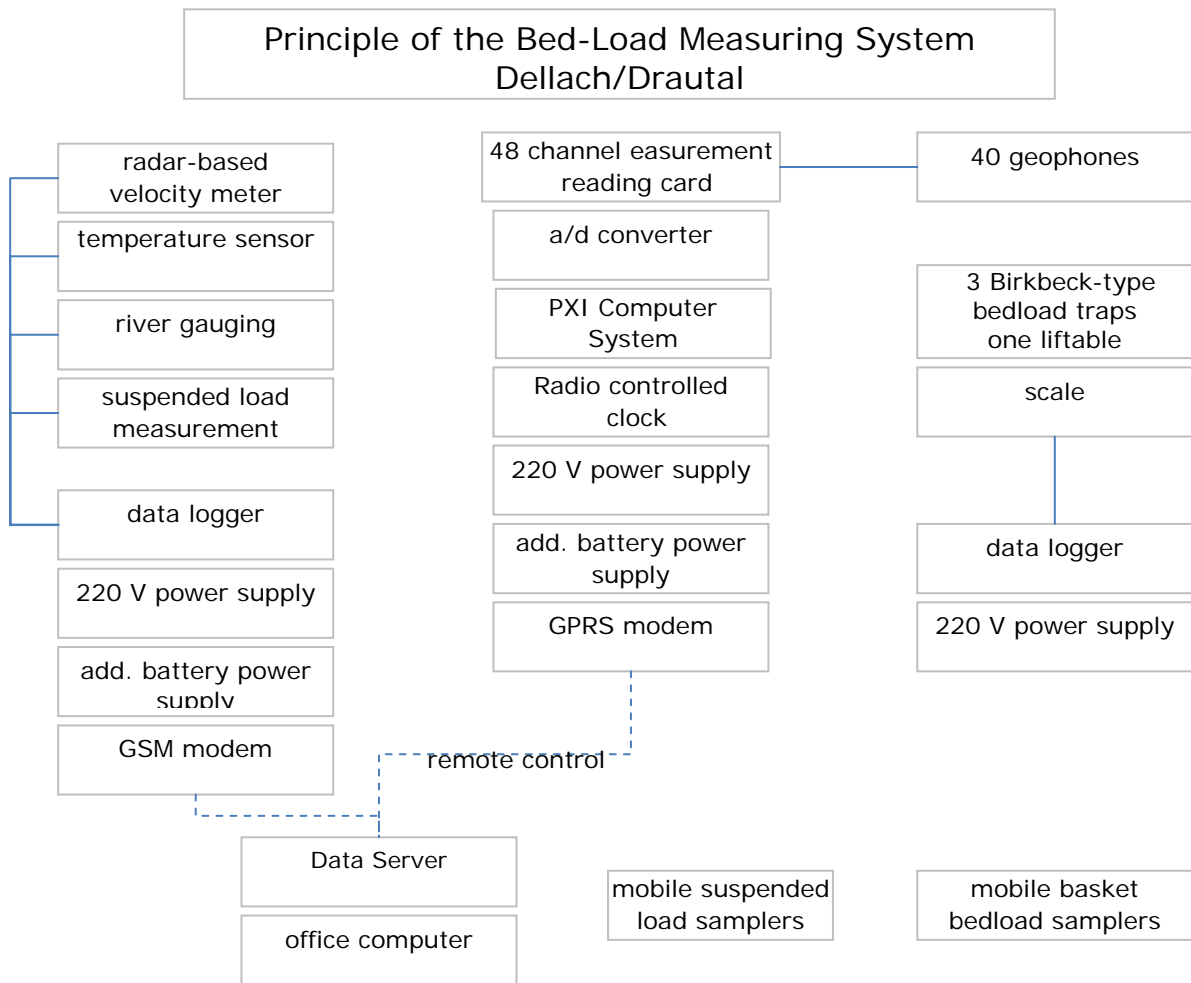 Principle of the Bed-Load Measuring System
Dellach/Drautal
radar-based
velocity meter
temperature sensor
river gauging
suspended load
measurement
data logger
220 V power supply
add. battery power
supply
GSM modem
48 channel easurement
reading card
a/d converter
PXI Computer
System
Radio controlled
clock
220 V power supply
add. battery power
supply
GPRS modem
40 geophones
3 Birkbeck-type
bedload traps
one liftable
scale
data logger
220 V power supply
remote control
Data Server
office computer
mobile suspended
load samplers
mobile basket
bedload samplers